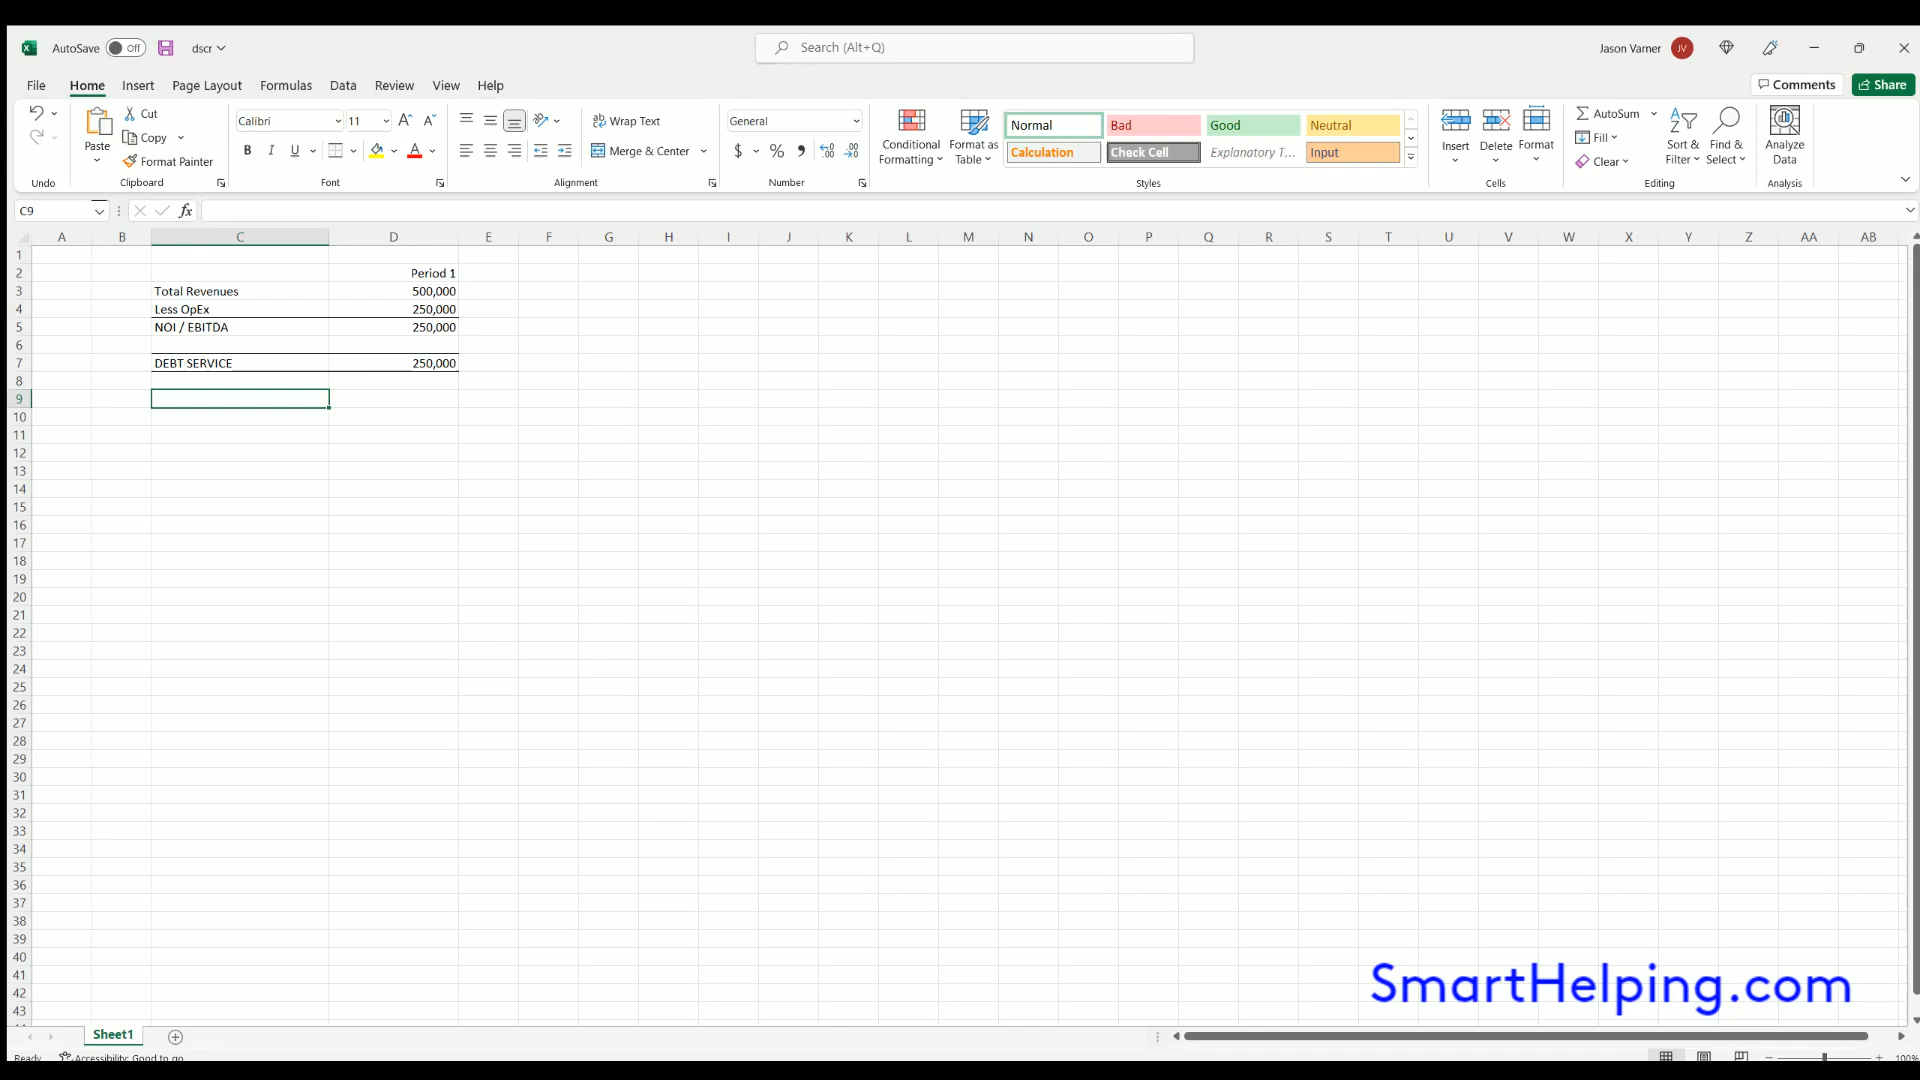 AutoSave Off dscr Search (Alt+Q) Jason Varner JV
File Home Insert Page Layout Formulas Data Review View Help Comments Share
Paste Cut Copy Format Painter
Calibri 11 B I U A
Wrap Text Merge & Center
General $ %
Conditional Formatting Format as Table
Normal Bad Good Neutral
Calculation Check Cell Explanatory T... Input
Insert Delete Format
AutoSum Fill Clear Sort & Filter Find & Select
Analyze Data
Undo Clipboard Font Alignment Number Styles Cells Editing Analysis
C9 fx
A B C D E F G H I J K L M N O P Q R S T U V W X Y Z AA AB
1
2 Period 1
3 Total Revenues 500,000
4 Less OpEx 250,000
5 NOI / EBITDA 250,000
6
7 DEBT SERVICE 250,000
8
9
10
11
12
13
14
15
16
17
18
19
20
21
22
23
24
25
26
27
28
29
30
31
32
33
34
35
36
37
38
39
40
41
42
43
SmartHelping.com
Sheet1
Ready Accessibility: Good to go 100%